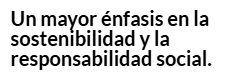 Un mayor énfasis en la
sostenibilidad y la
responsabilidad social.